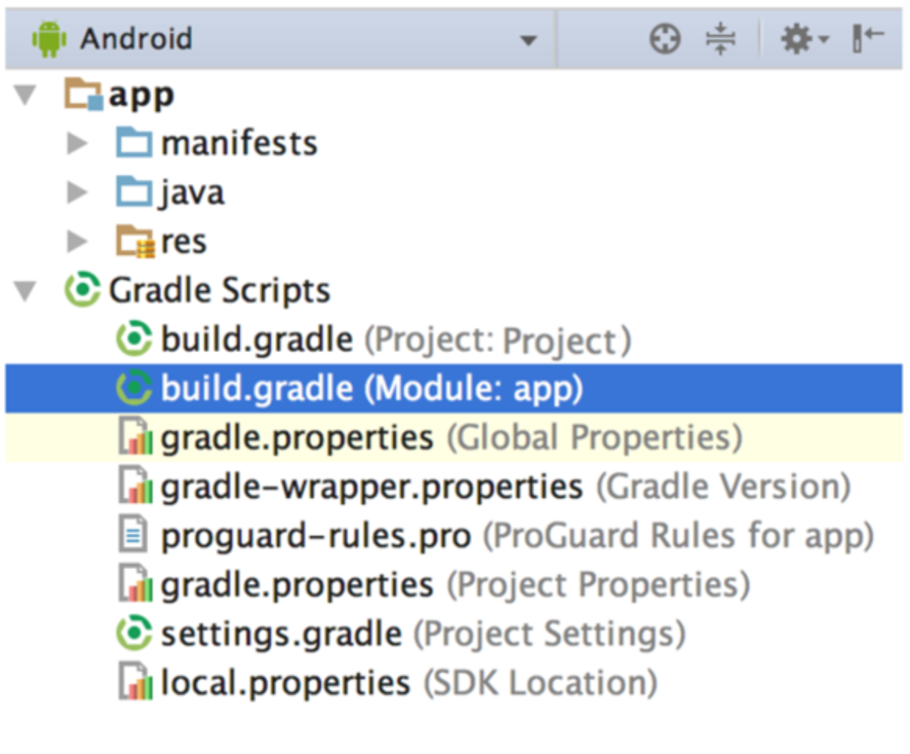 Android
app
manifests
java
res
Gradle Scripts
build.gradle (Project: Project)
build.gradle (Module: app)
gradle.properties (Global Properties)
gradle-wrapper.properties (Gradle Version)
proguard-rules.pro (ProGuard Rules for app)
gradle.properties (Project Properties)
settings.gradle (Project Settings)
local.properties (SDK Location)